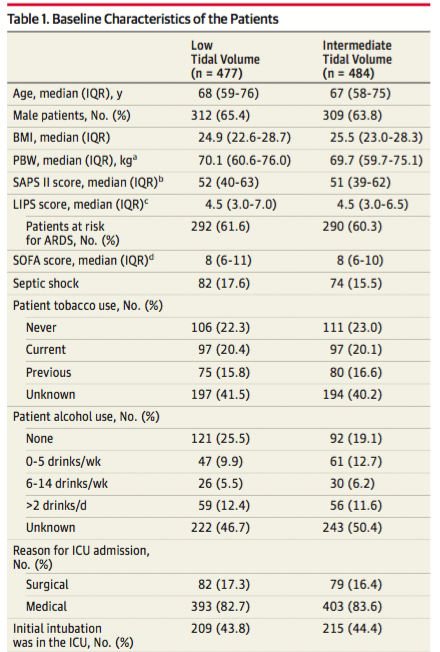 Table 1. Baseline Characteristics of the Patients
Low Tidal Volume (n = 477) Intermediate Tidal Volume (n = 484)
Age, median (IQR), y 68 (59-76) 67 (58-75)
Male patients, No. (%) 312 (65.4) 309 (63.8)
BMI, median (IQR) 24.9 (22.6-28.7) 25.5 (23.0-28.3)
PBW, median (IQR), kgᵃ 70.1 (60.6-76.0) 69.7 (59.7-75.1)
SAPS II score, median (IQR)ᵇ 52 (40-63) 51 (39-62)
LIPS score, median (IQR)ᶜ 4.5 (3.0-7.0) 4.5 (3.0-6.5)
Patients at risk for ARDS, No. (%) 292 (61.6) 290 (60.3)
SOFA score, median (IQR)ᵈ 8 (6-11) 8 (6-10)
Septic shock 82 (17.6) 74 (15.5)
Patient tobacco use, No. (%)
Never 106 (22.3) 111 (23.0)
Current 97 (20.4) 97 (20.1)
Previous 75 (15.8) 80 (16.6)
Unknown 197 (41.5) 194 (40.2)
Patient alcohol use, No. (%)
None 121 (25.5) 92 (19.1)
0-5 drinks/wk 47 (9.9) 61 (12.7)
6-14 drinks/wk 26 (5.5) 30 (6.2)
>2 drinks/d 59 (12.4) 56 (11.6)
Unknown 222 (46.7) 243 (50.4)
Reason for ICU admission, No. (%)
Surgical 82 (17.3) 79 (16.4)
Medical 393 (82.7) 403 (83.6)
Initial intubation was in the ICU, No. (%) 209 (43.8) 215 (44.4)